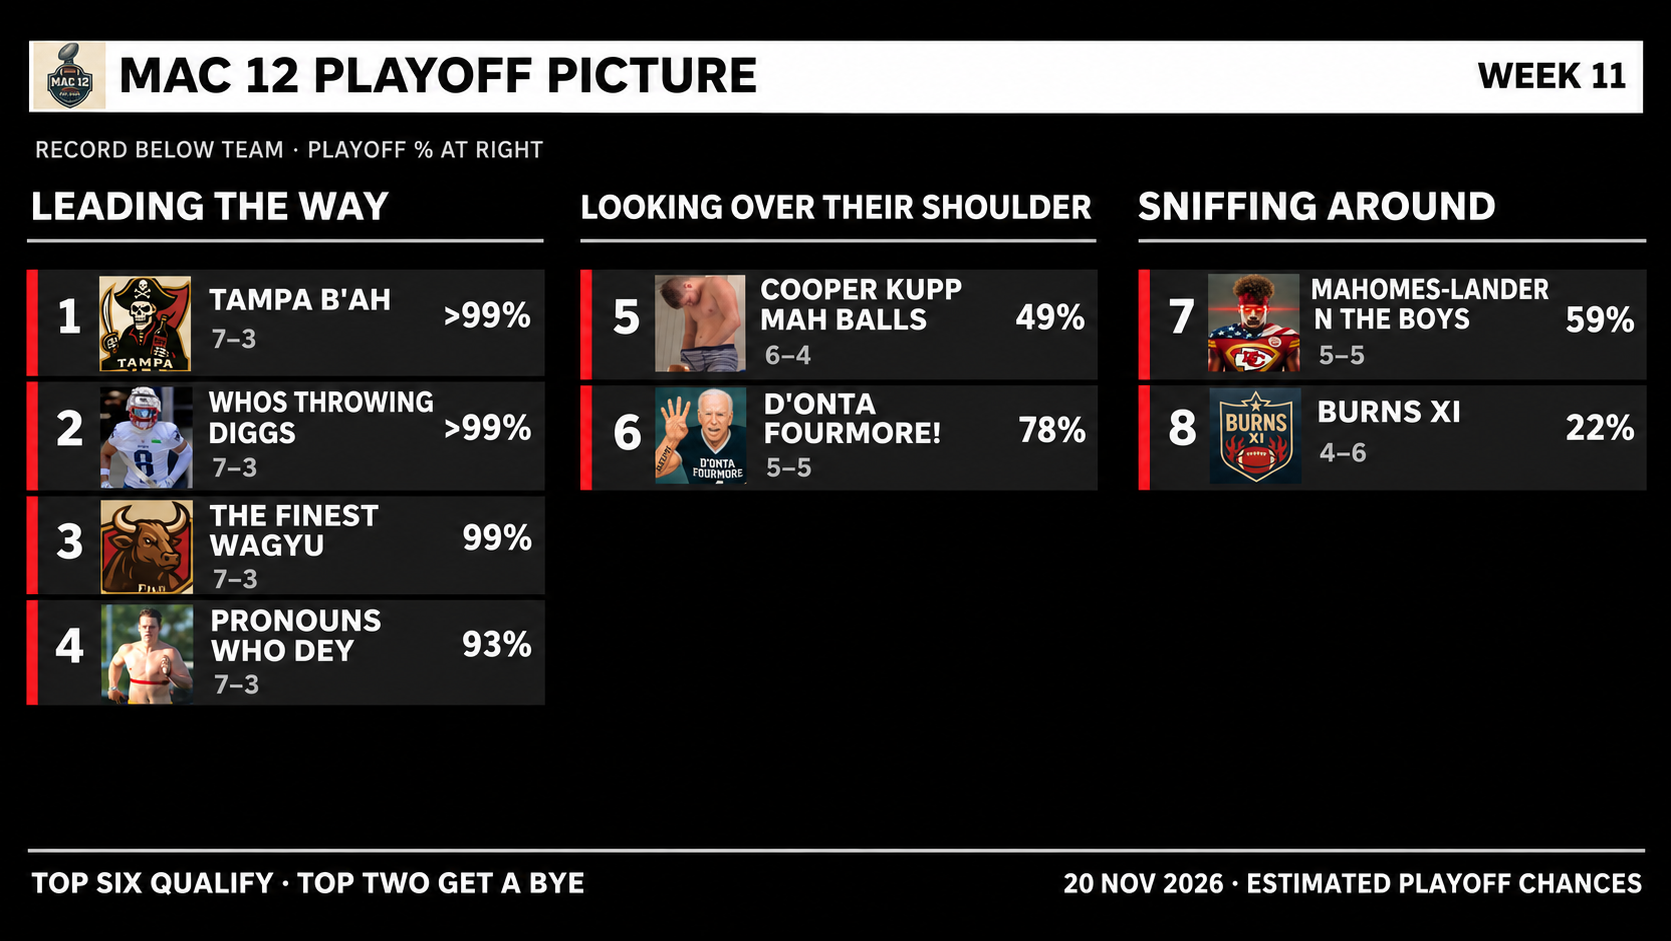 MAC 12
MAC 12 PLAYOFF PICTURE
WEEK 11
RECORD BELOW TEAM · PLAYOFF % AT RIGHT
LEADING THE WAY
1
TAMPA
TAMPA B'AH
7–3
>99%
2
8
WHOS THROWING
DIGGS
7–3
>99%
3
THE FINEST
WAGYU
7–3
99%
4
PRONOUNS
WHO DEY
7–3
93%
LOOKING OVER THEIR SHOULDER
5
COOPER KUPP
MAH BALLS
6–4
49%
6
D'ONTA
FOURMORE
D'ONTA
FOURMORE!
5–5
78%
SNIFFING AROUND
7
KC
MAHOMES-LANDER
N THE BOYS
5–5
59%
8
BURNS
XI
BURNS XI
4–6
22%
TOP SIX QUALIFY · TOP TWO GET A BYE
20 NOV 2026 · ESTIMATED PLAYOFF CHANCES